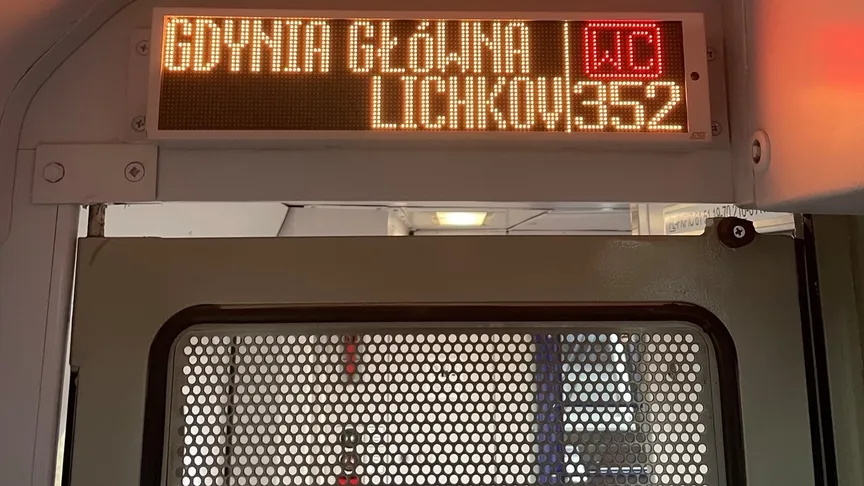 GDYNIA GŁÓWNA
WC
LICHKOV
352